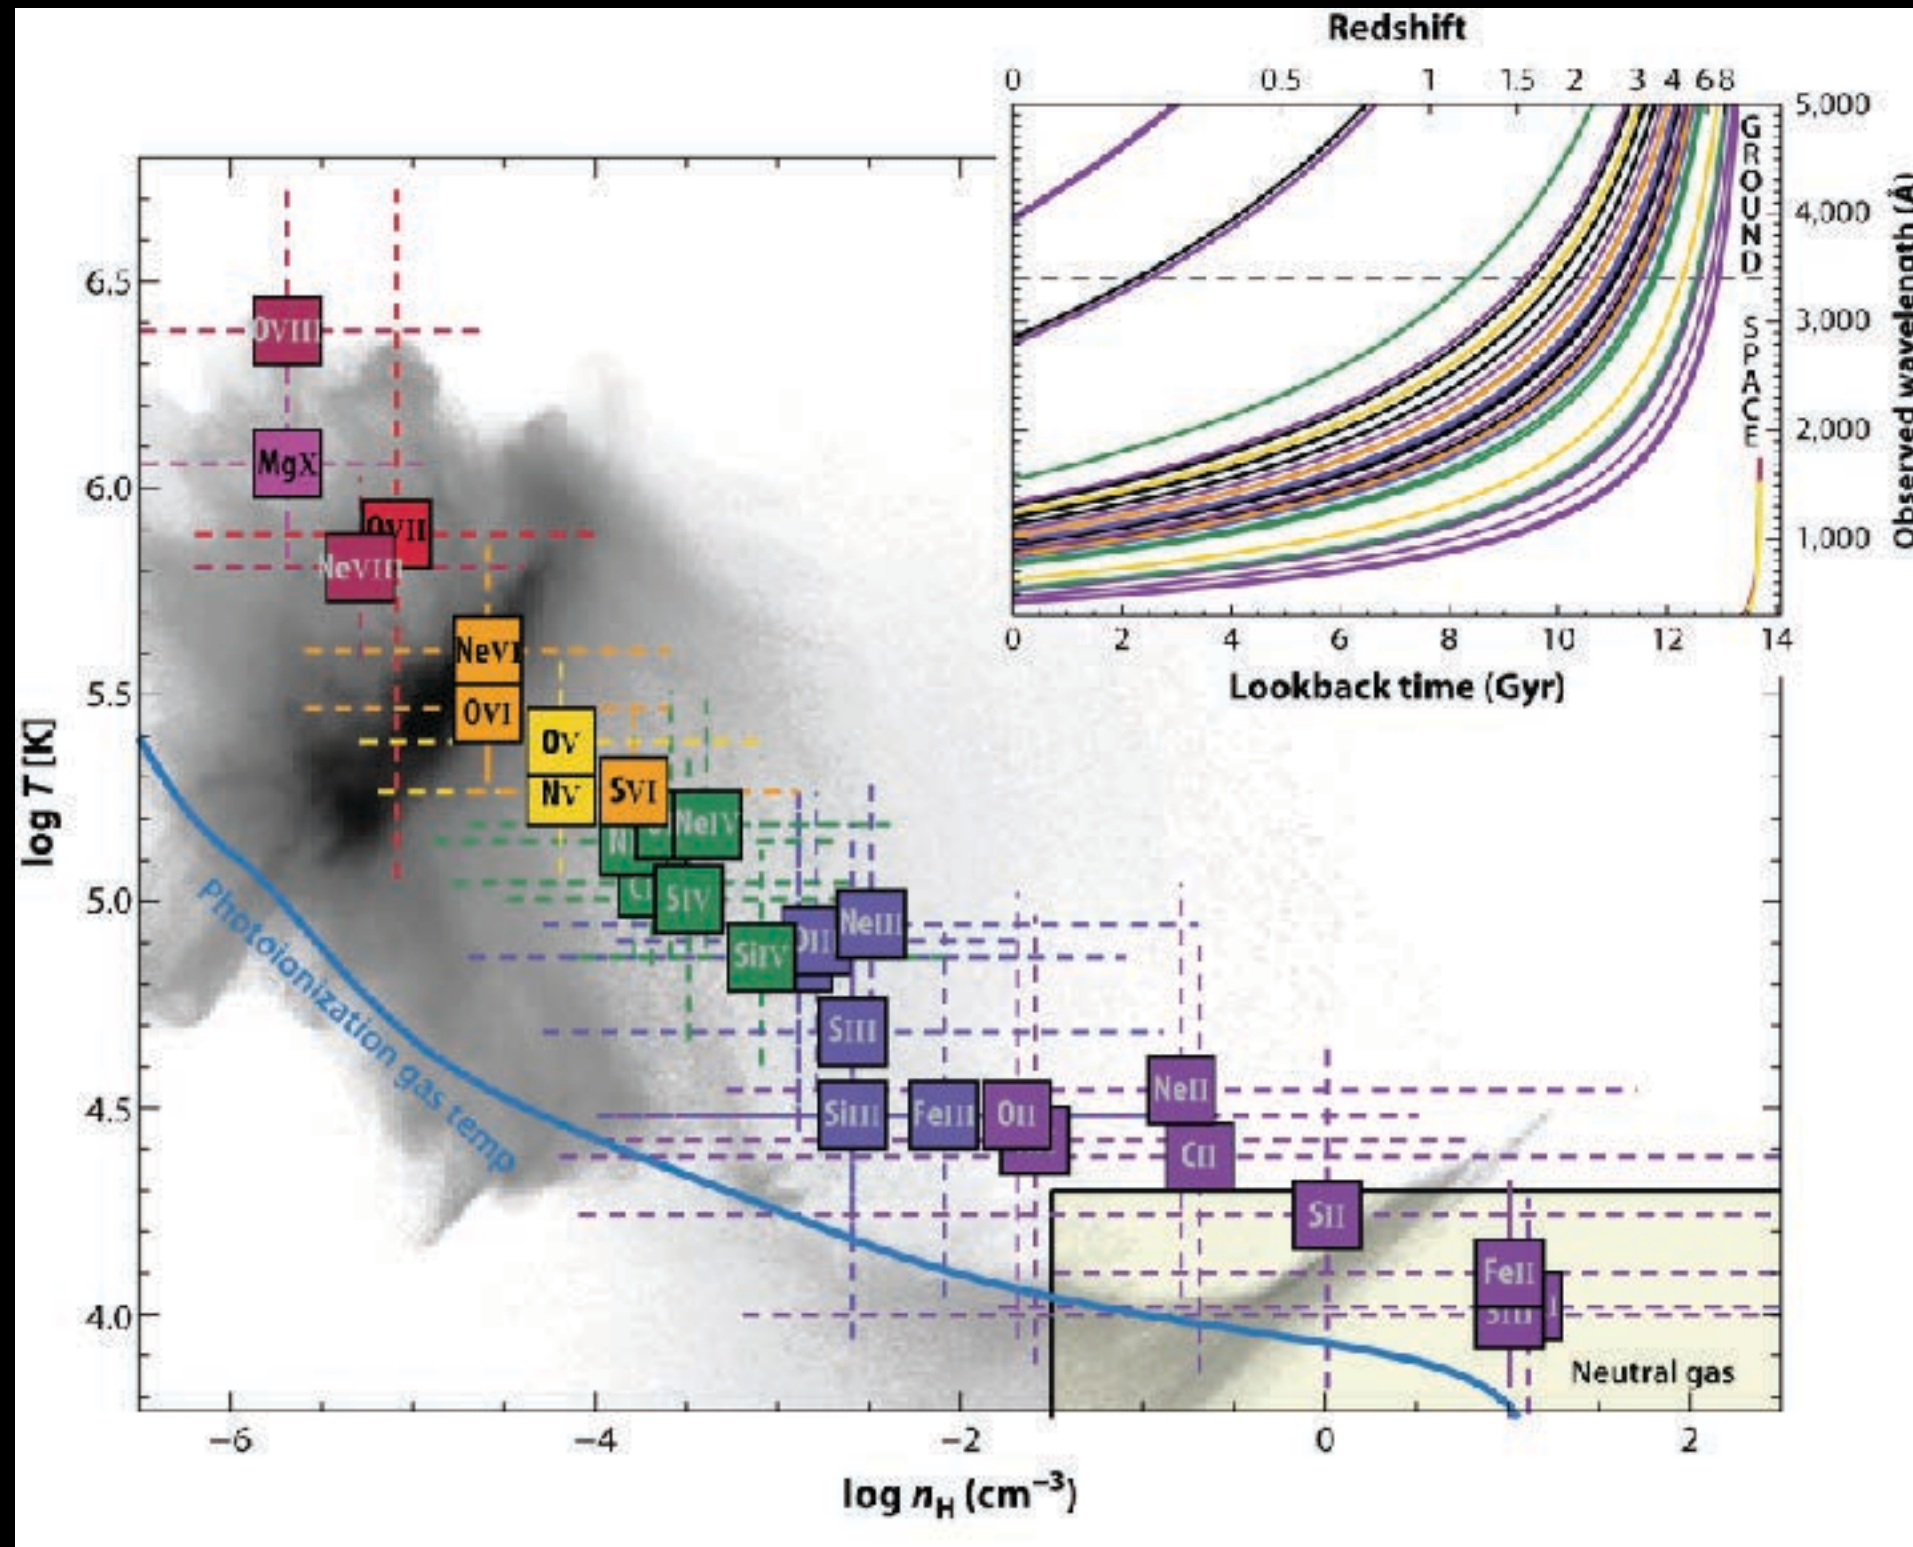 Redshift
0 0.5 1 1.5 2 3 4 6 8
5,000
4,000
3,000
2,000
1,000
Observed wavelength (Å)
GROUND
SPACE
0 2 4 6 8 10 12 14
Lookback time (Gyr)
6.5
6.0
5.5
5.0
4.5
4.0
log T [K]
OVIII
MgX
OVII
NeVIII
NeVI
OVI
OV
NV
SVI
NeIV
SIV
SiIV
NeIII
SIII
SiIII
FeIII
OII
NeII
CII
SII
FeII
SiII
Photoionization gas temp
Neutral gas
−6 −4 −2 0 2
log nH (cm−3)